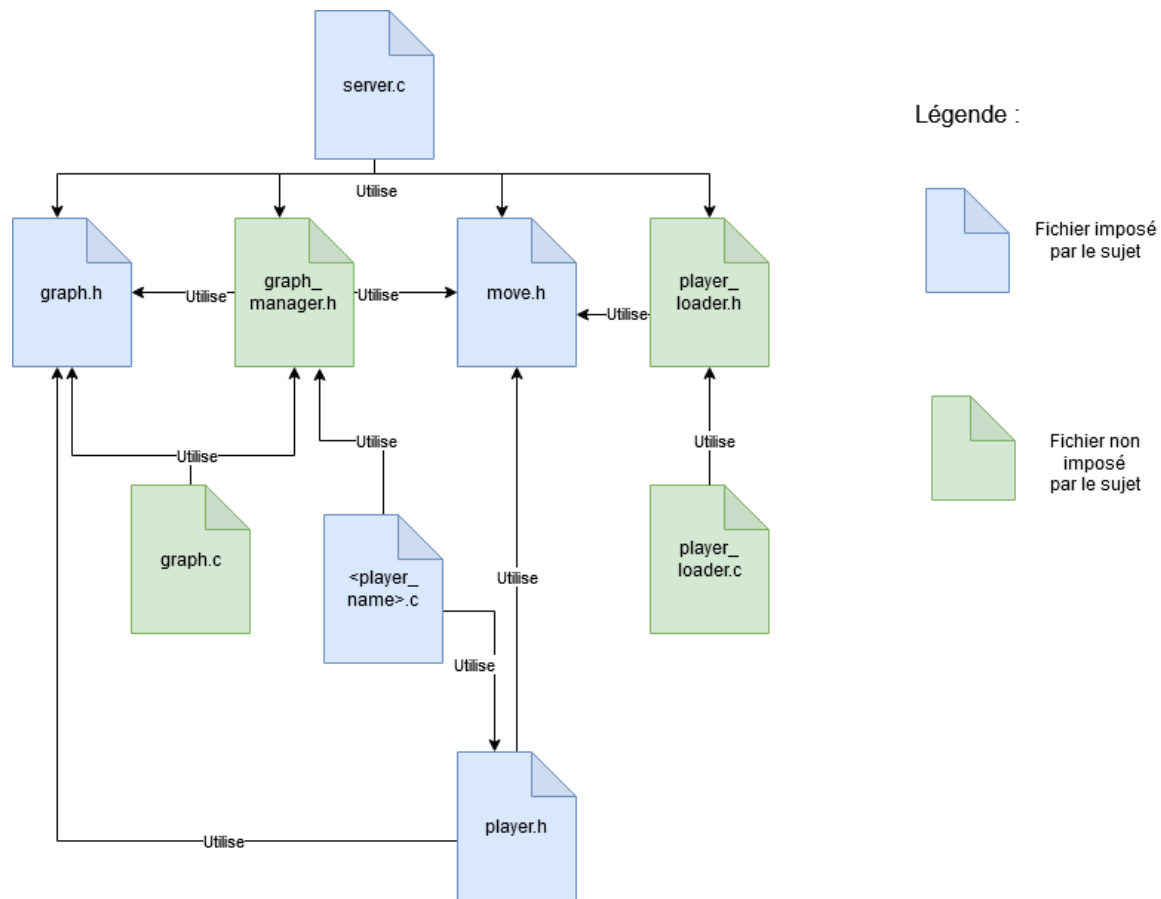 server.c
Légende :
Utilise
Fichier imposé
par le sujet
graph.h
Utilise
graph_
manager.h
Utilise
move.h
Utilise
player_
loader.h
Utilise
Utilise
Utilise
Fichier non
imposé
par le sujet
graph.c
<player_
name>.c
Utilise
player_
loader.c
Utilise
Utilise
player.h